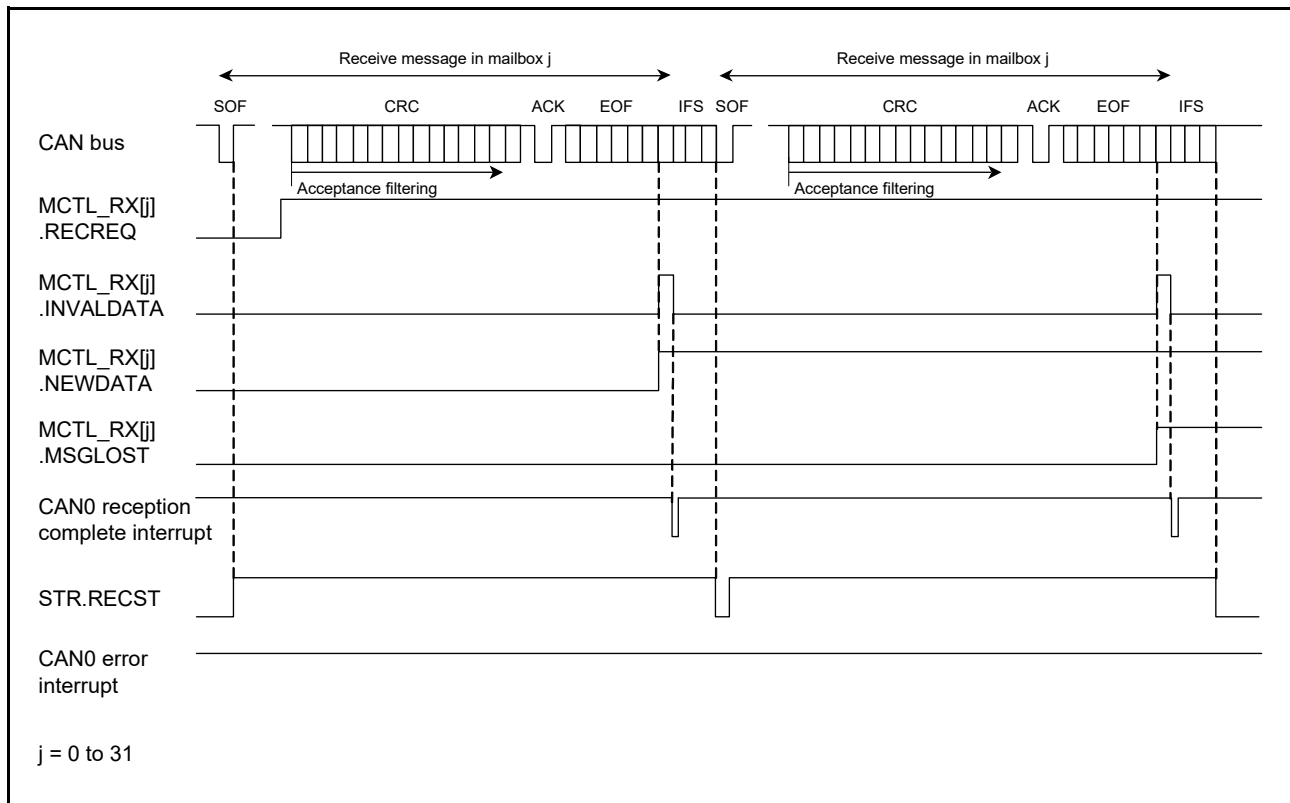 Receive message in mailbox j Receive message in mailbox j
SOF CRC ACK EOF IFS SOF CRC ACK EOF IFS
CAN bus
Acceptance filtering Acceptance filtering
MCTL_RX[j]
.RECREQ
MCTL_RX[j]
.INVALDATA
MCTL_RX[j]
.NEWDATA
MCTL_RX[j]
.MSGLOST
CAN0 reception
complete interrupt
STR.RECST
CAN0 error
interrupt
j = 0 to 31